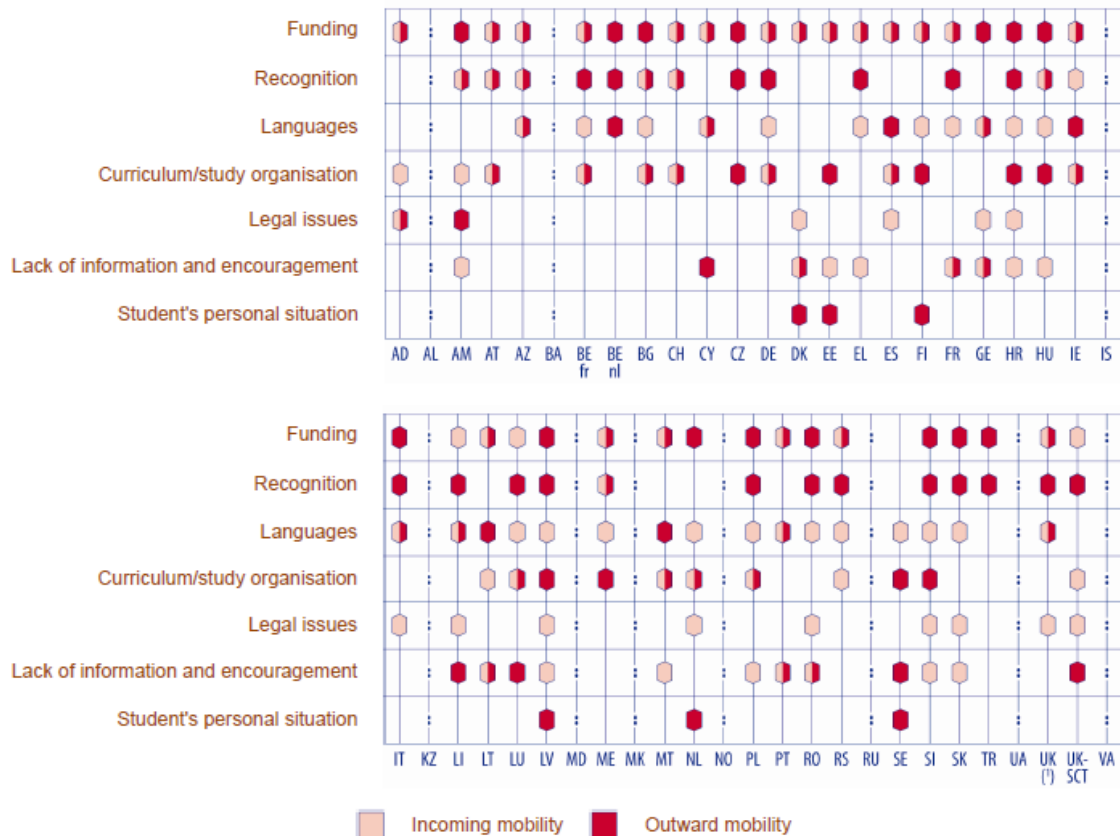 Funding
Recognition
Languages
Curriculum/study organisation
Legal issues
Lack of information and encouragement
Student's personal situation
AD AL AM AT AZ BA BE fr BE nl BG CH CY CZ DE DK EE EL ES FI FR GE HR HU IE IS
Funding
Recognition
Languages
Curriculum/study organisation
Legal issues
Lack of information and encouragement
Student's personal situation
IT KZ LI LT LU LV MD ME MK MT NL NO PL PT RO RS RU SE SI SK TR UA UK (¹) UK-SCT VA
Incoming mobility Outward mobility